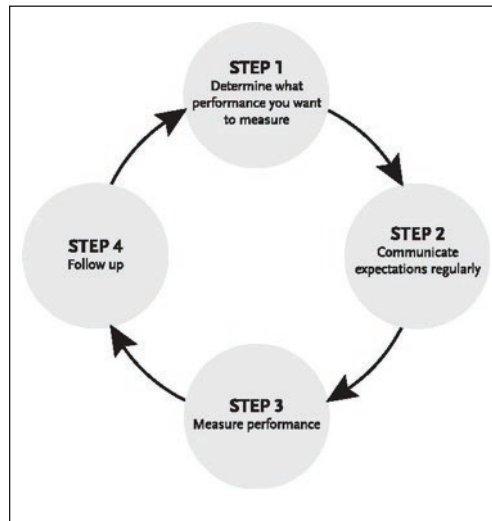 STEP 1
Determine what
performance you want
to measure
STEP 2
Communicate
expectations regularly
STEP 3
Measure performance
STEP 4
Follow up